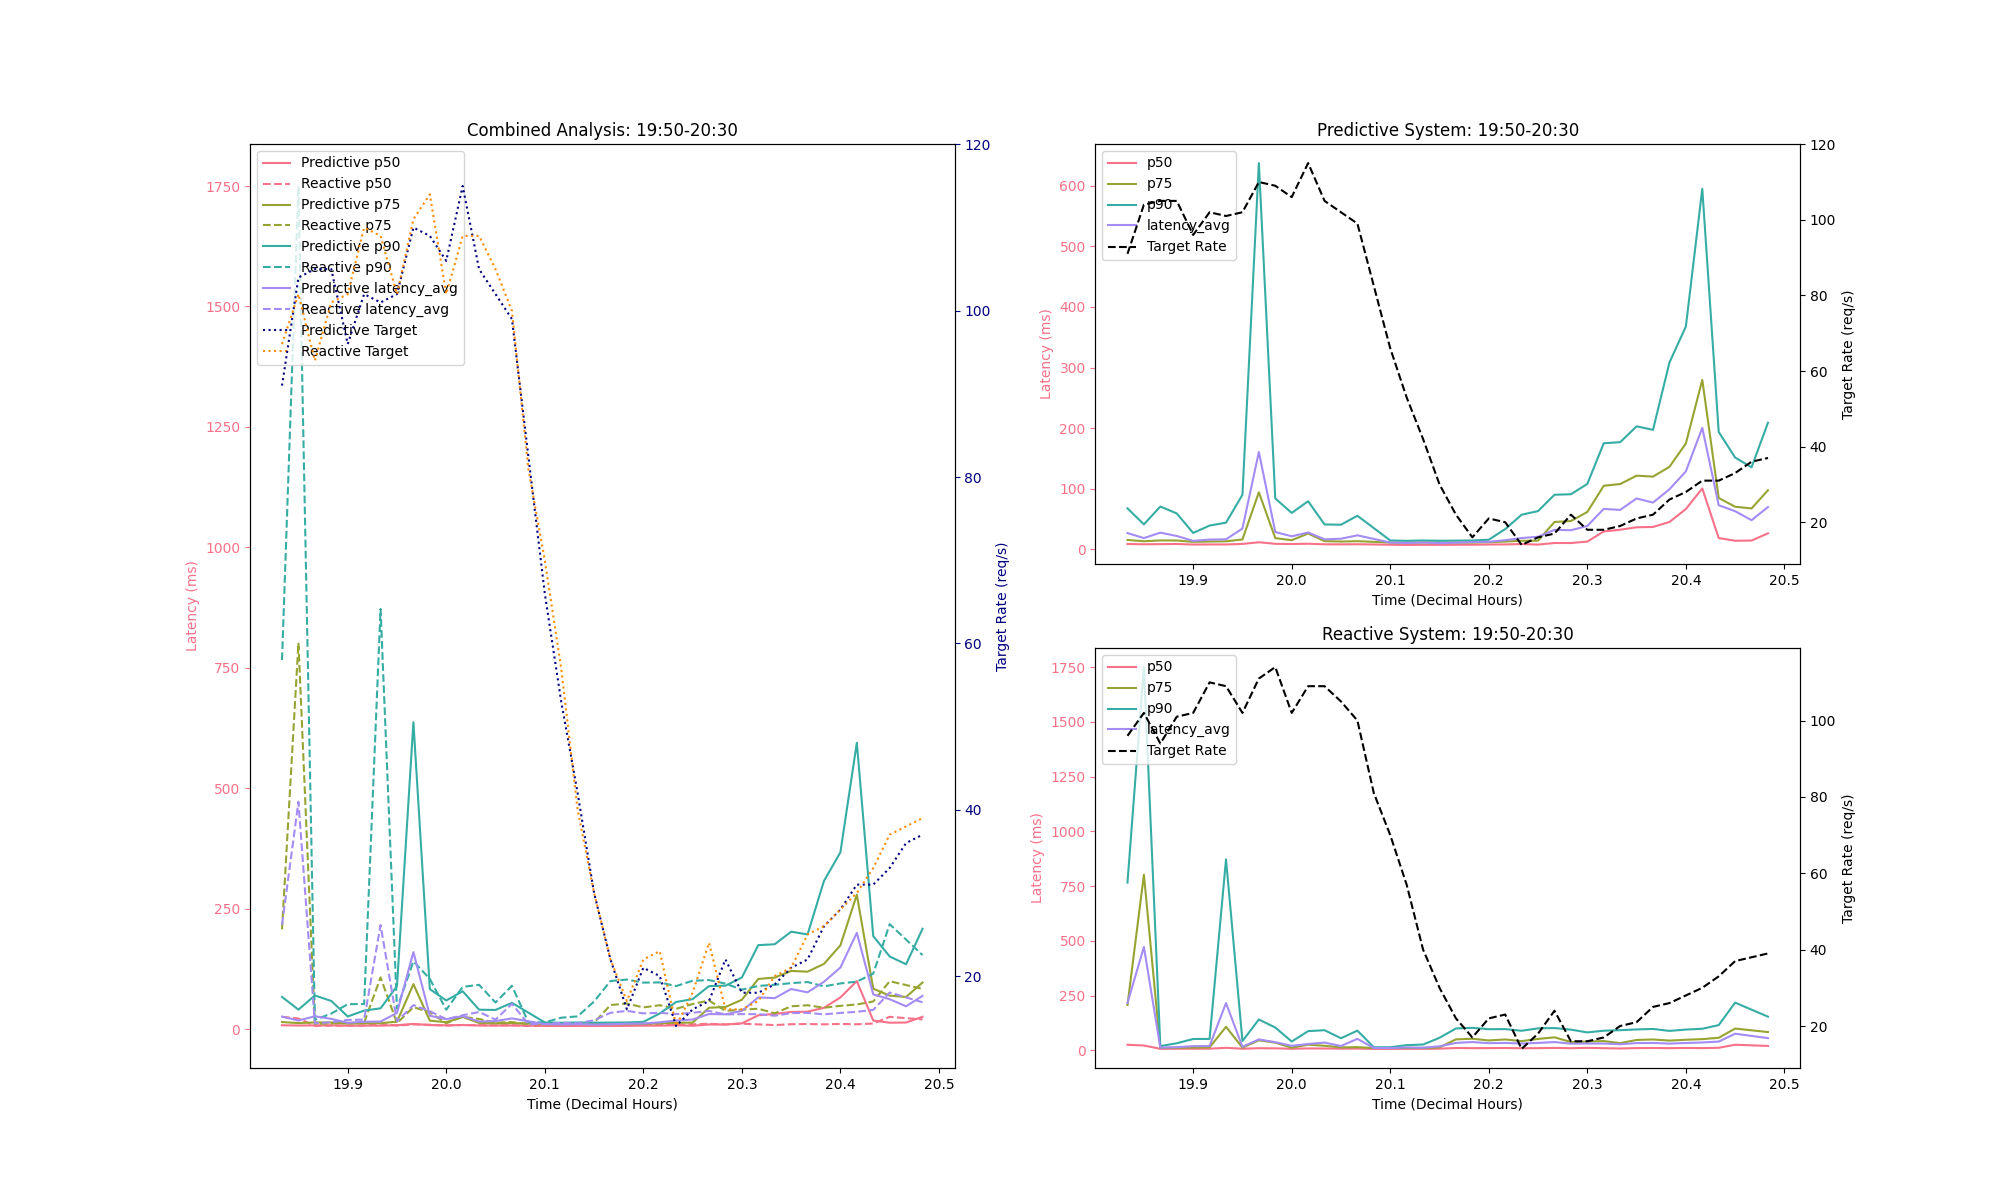 Combined Analysis: 19:50-20:30
Predictive p50
Reactive p50
Predictive p75
Reactive p75
Predictive p90
Reactive p90
Predictive latency_avg
Reactive latency_avg
Predictive Target
Reactive Target
1750
1500
1250
1000
750
500
250
0
Latency (ms)
120
100
80
60
40
20
Target Rate (req/s)
19.9 20.0 20.1 20.2 20.3 20.4 20.5
Time (Decimal Hours)
Predictive System: 19:50-20:30
p50
p75
p90
latency_avg
Target Rate
600
500
400
300
200
100
0
Latency (ms)
120
100
80
60
40
20
Target Rate (req/s)
19.9 20.0 20.1 20.2 20.3 20.4 20.5
Time (Decimal Hours)
Reactive System: 19:50-20:30
p50
p75
p90
latency_avg
Target Rate
1750
1500
1250
1000
750
500
250
0
Latency (ms)
100
80
60
40
20
Target Rate (req/s)
19.9 20.0 20.1 20.2 20.3 20.4 20.5
Time (Decimal Hours)